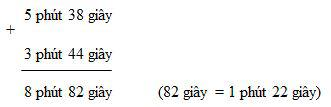 5 phút 38 giây
+
3 phút 44 giây
8 phút 82 giây (82 giây = 1 phút 22 giây)